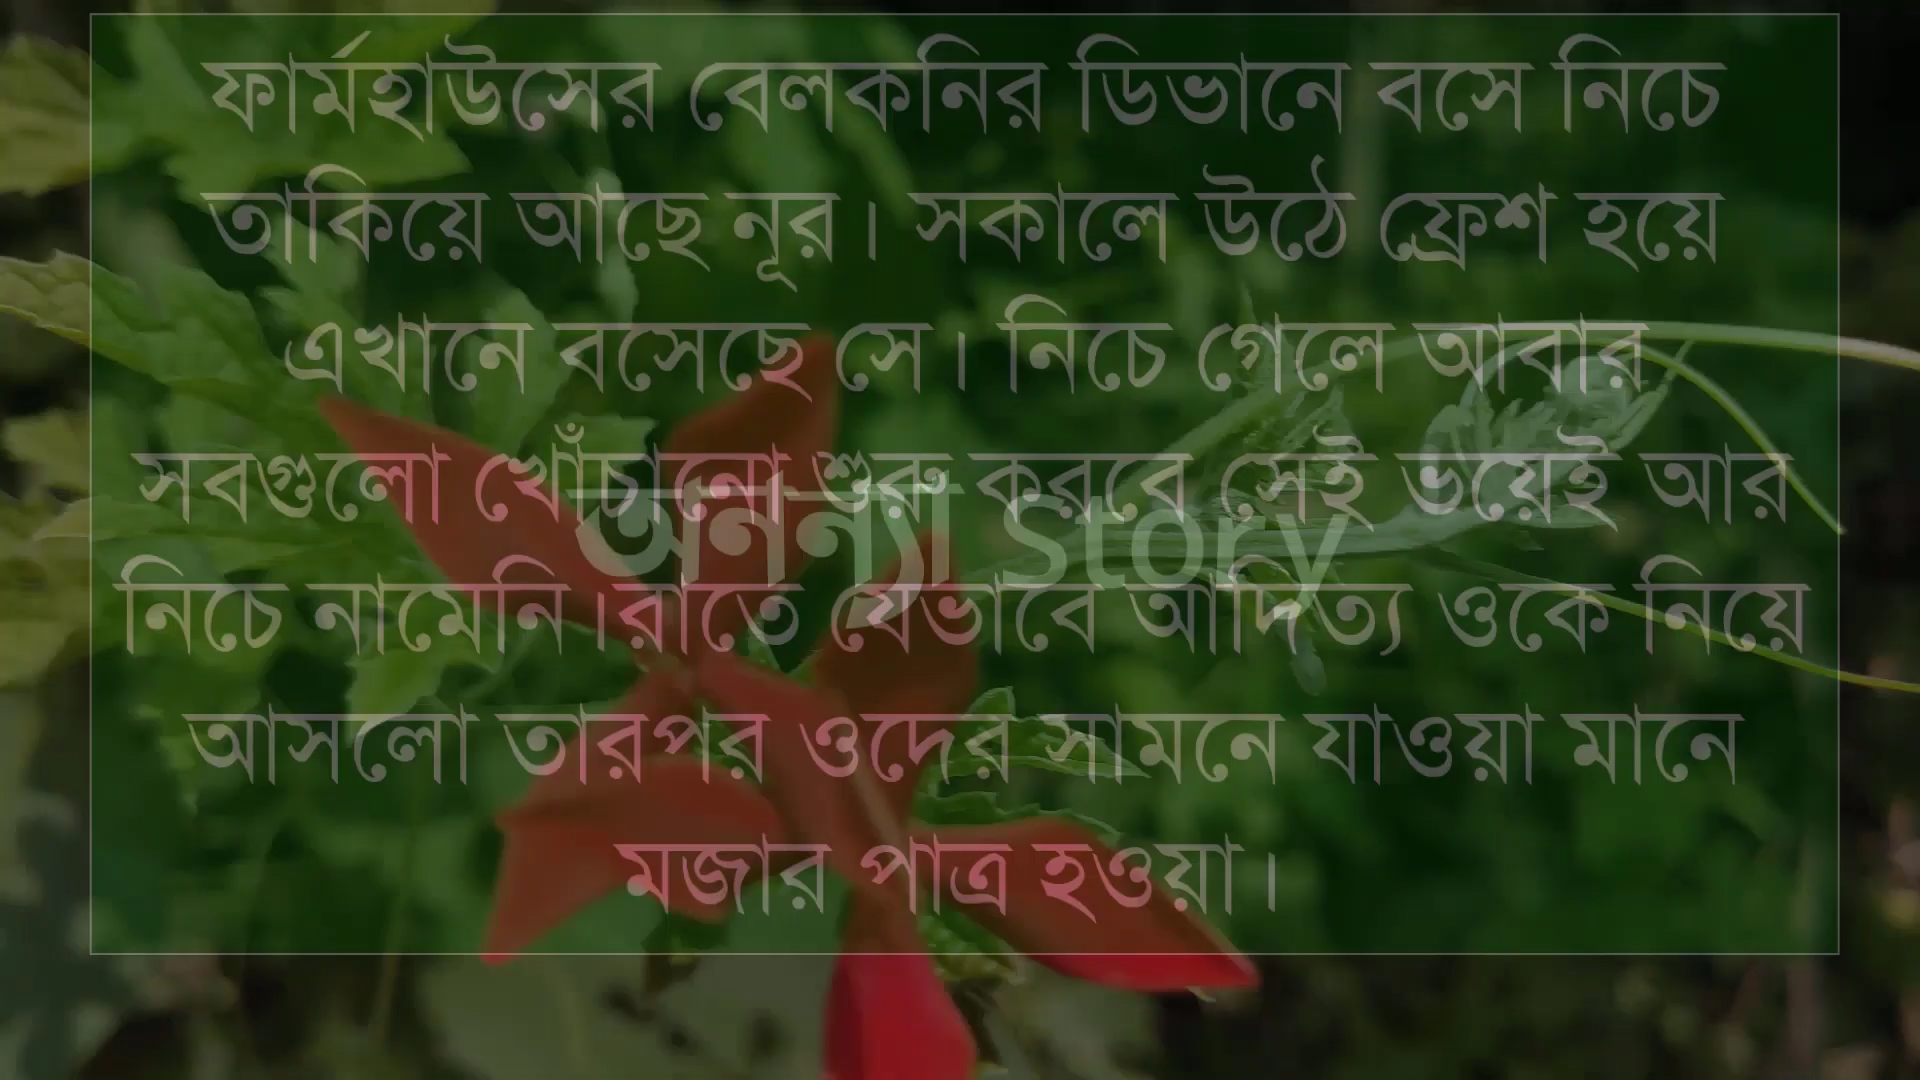 ফার্মহাউসের বেলকনির ডিভানে বসে নিচে
তাকিয়ে আছে নূর। সকালে উঠে ফ্রেশ হয়ে
এখানে বসেছে সে। নিচে গেলে আবার
সবগুলো খোঁচানো শুরু করবে সেই ভয়েই আর
অনন্যা story
নিচে নামেনি।রাতে যেভাবে আদিত্য ওকে নিয়ে
আসলো তারপর ওদের সামনে যাওয়া মানে
মজার পাত্র হওয়া।